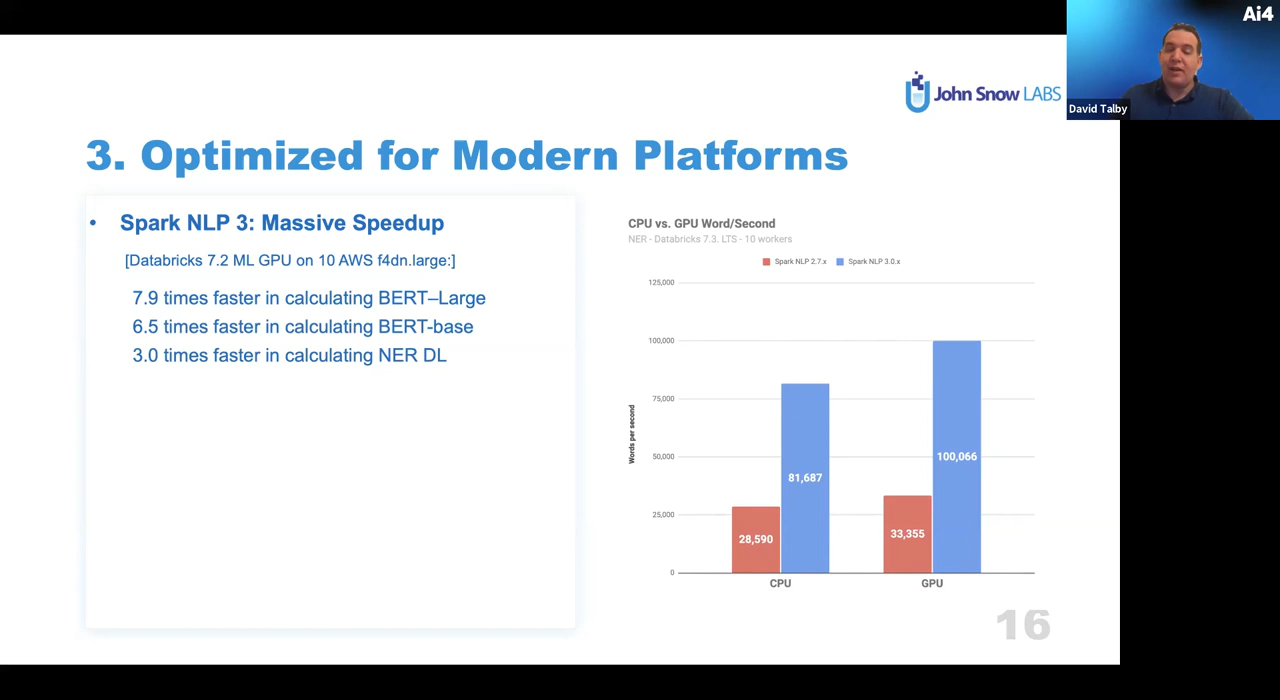 Ai4
David Talby
John Snow LABS
3. Optimized for Modern Platforms
• Spark NLP 3: Massive Speedup
[Databricks 7.2 ML GPU on 10 AWS f4dn.large:]
7.9 times faster in calculating BERT–Large
6.5 times faster in calculating BERT-base
3.0 times faster in calculating NER DL
CPU vs. GPU Word/Second
NER - Databricks 7.3. LTS - 10 workers
Spark NLP 2.7.x
Spark NLP 3.0.x
Words per second
125,000
100,000
75,000
50,000
25,000
0
28,590
81,687
33,355
100,066
CPU
GPU
16